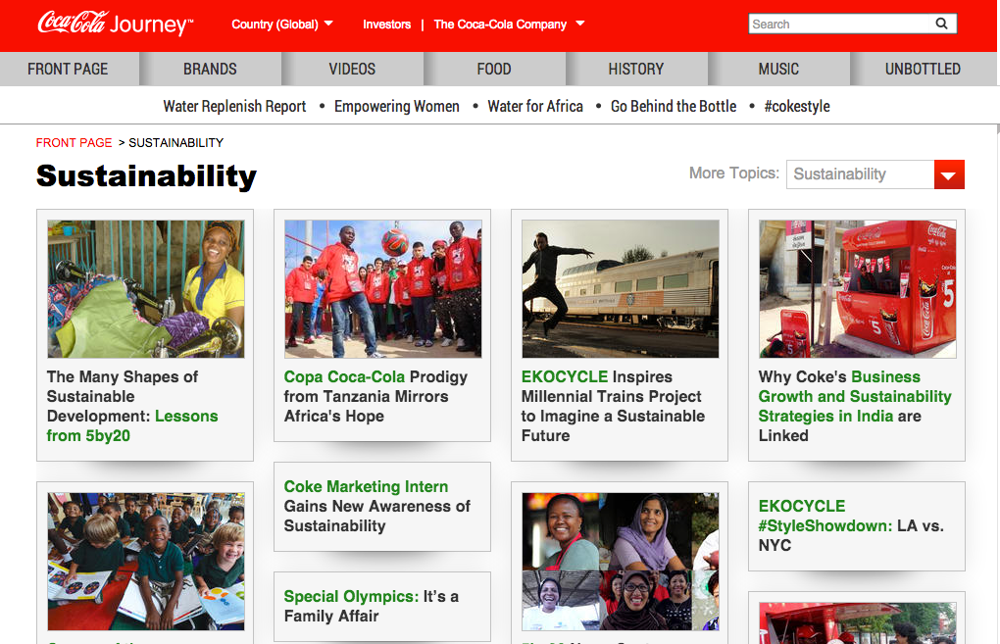 Coca-Cola Journey™
Country (Global)
Investors | The Coca-Cola Company
Search
FRONT PAGE
BRANDS
VIDEOS
FOOD
HISTORY
MUSIC
UNBOTTLED
Water Replenish Report • Empowering Women • Water for Africa • Go Behind the Bottle • #cokestyle
FRONT PAGE > SUSTAINABILITY
Sustainability
More Topics: Sustainability
The Many Shapes of
Sustainable
Development: Lessons
from 5by20
Copa Coca-Cola Prodigy
from Tanzania Mirrors
Africa's Hope
EKOCYCLE Inspires
Millennial Trains Project
to Imagine a Sustainable
Future
Coca-Cola
5
5
Why Coke's Business
Growth and Sustainability
Strategies in India are
Linked
Coke Marketing Intern
Gains New Awareness of
Sustainability
Special Olympics: It's a
Family Affair
EKOCYCLE
#StyleShowdown: LA vs.
NYC